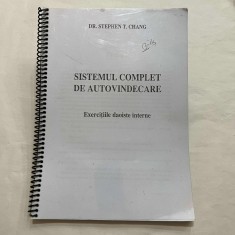 DR. STEPHEN T. CHANG
SISTEMUL COMPLET
DE AUTOVINDECARE
Exercițiile daoiste interne